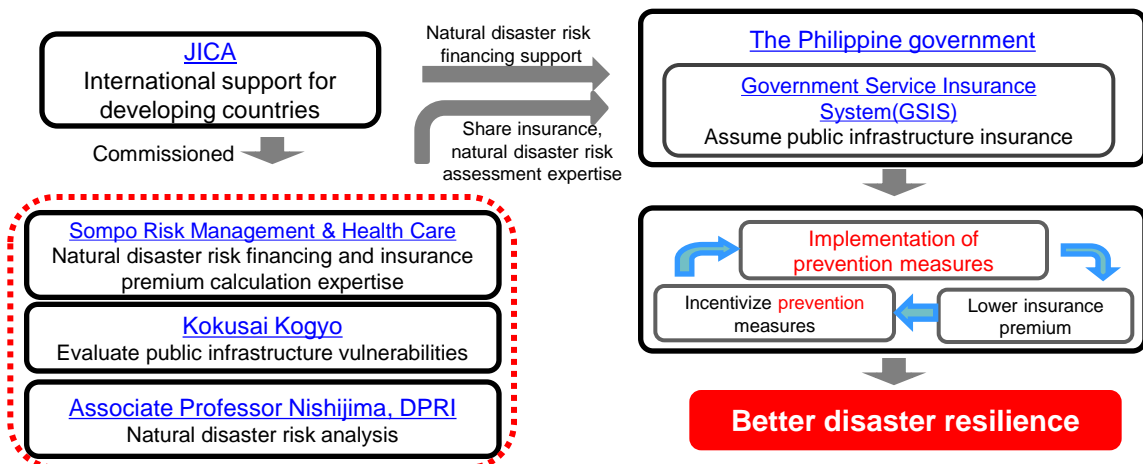 JICA
International support for
developing countries
Commissioned
Natural disaster risk
financing support
Share insurance,
natural disaster risk
assessment expertise
Sompo Risk Management & Health Care
Natural disaster risk financing and insurance
premium calculation expertise
Kokusai Kogyo
Evaluate public infrastructure vulnerabilities
Associate Professor Nishijima, DPRI
Natural disaster risk analysis
The Philippine government
Government Service Insurance
System(GSIS)
Assume public infrastructure insurance
Implementation of
prevention measures
Incentivize prevention
measures
Lower insurance
premium
Better disaster resilience